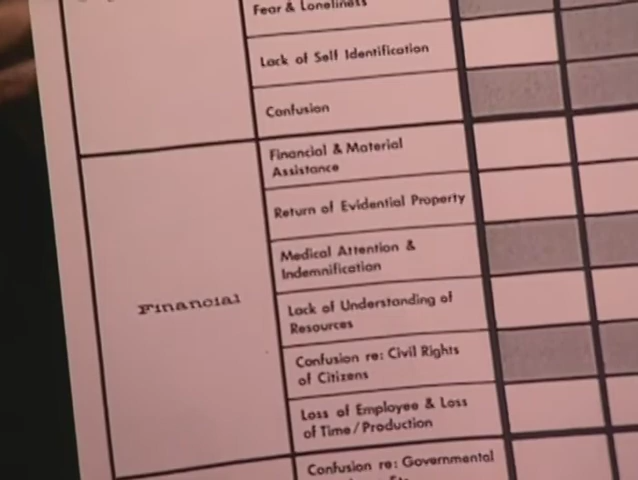 Fear & Loneliness
Lack of Self Identification
Confusion
Financial
Financial & Material
Assistance
Return of Evidential Property
Medical Attention &
Indemnification
Lack of Understanding of
Resources
Confusion re: Civil Rights
of Citizens
Loss of Employee & Loss
of Time/Production
Confusion re: Governmental